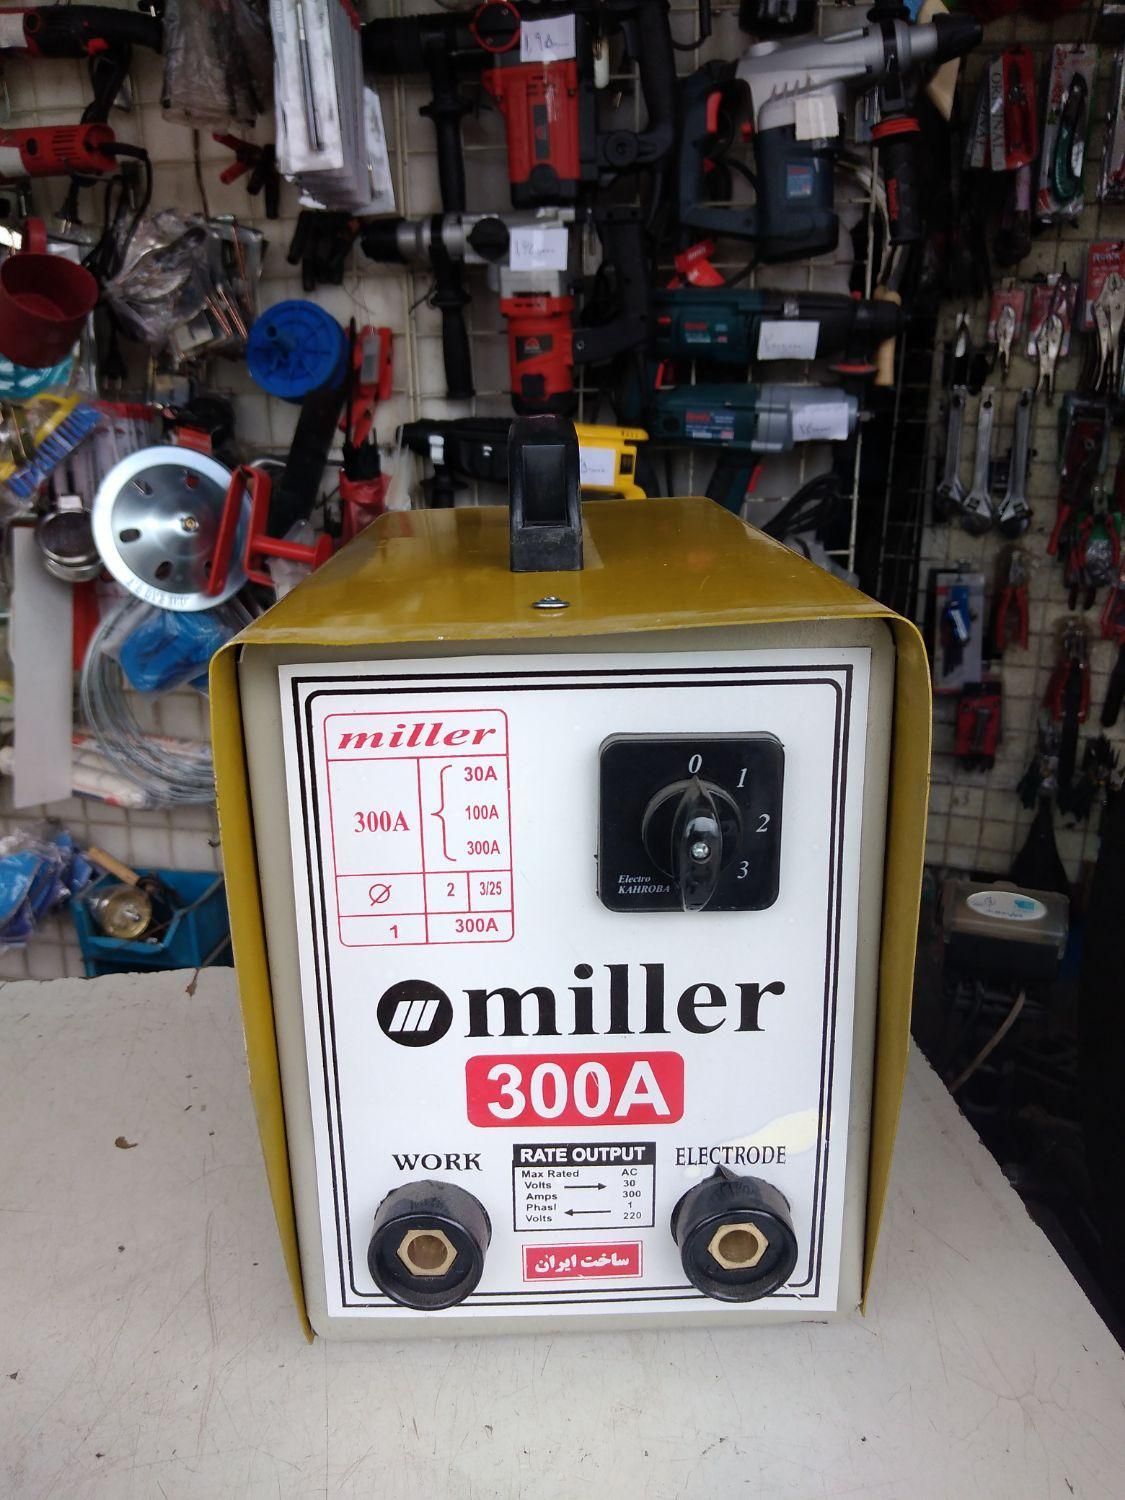 miller
300A
30A
100A
300A
Ø
2
3/25
1
300A
0
1
2
3
Electro
KAHROBA
miller
300A
WORK
ELECTRODE
RATE OUTPUT
Max Rated AC
Volts 30
Amps 300
Phasl 1
Volts 220
ساخت ایران